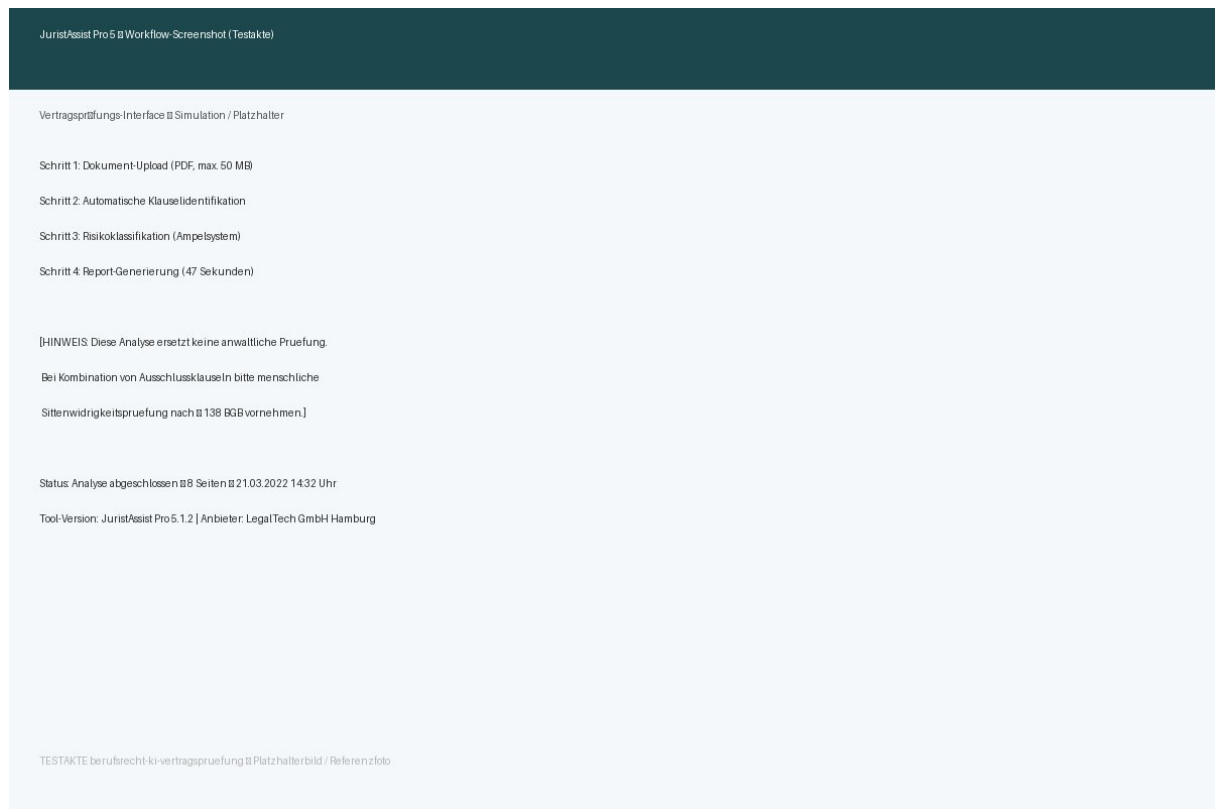 JuristAssist Pro 5 ▯ Workflow-Screenshot (Testakte)
Vertragspr▯fungs-Interface ▯ Simulation / Platzhalter
Schritt 1: Dokument-Upload (PDF, max. 50 MB)
Schritt 2: Automatische Klauselidentifikation
Schritt 3: Risikoklassifikation (Ampelsystem)
Schritt 4: Report-Generierung (47 Sekunden)
[HINWEIS: Diese Analyse ersetzt keine anwaltliche Pruefung.
Bei Kombination von Ausschlussklauseln bitte menschliche
Sittenwidrigkeitspruefung nach ▯ 138 BGB vornehmen.]
Status: Analyse abgeschlossen ▯ 8 Seiten ▯ 21.03.2022 14:32 Uhr
Tool-Version: JuristAssist Pro 5.1.2 | Anbieter: LegalTech GmbH Hamburg
TESTAKTE berufsrecht-ki-vertragspruefung ▯ Platzhalterbild / Referenzfoto